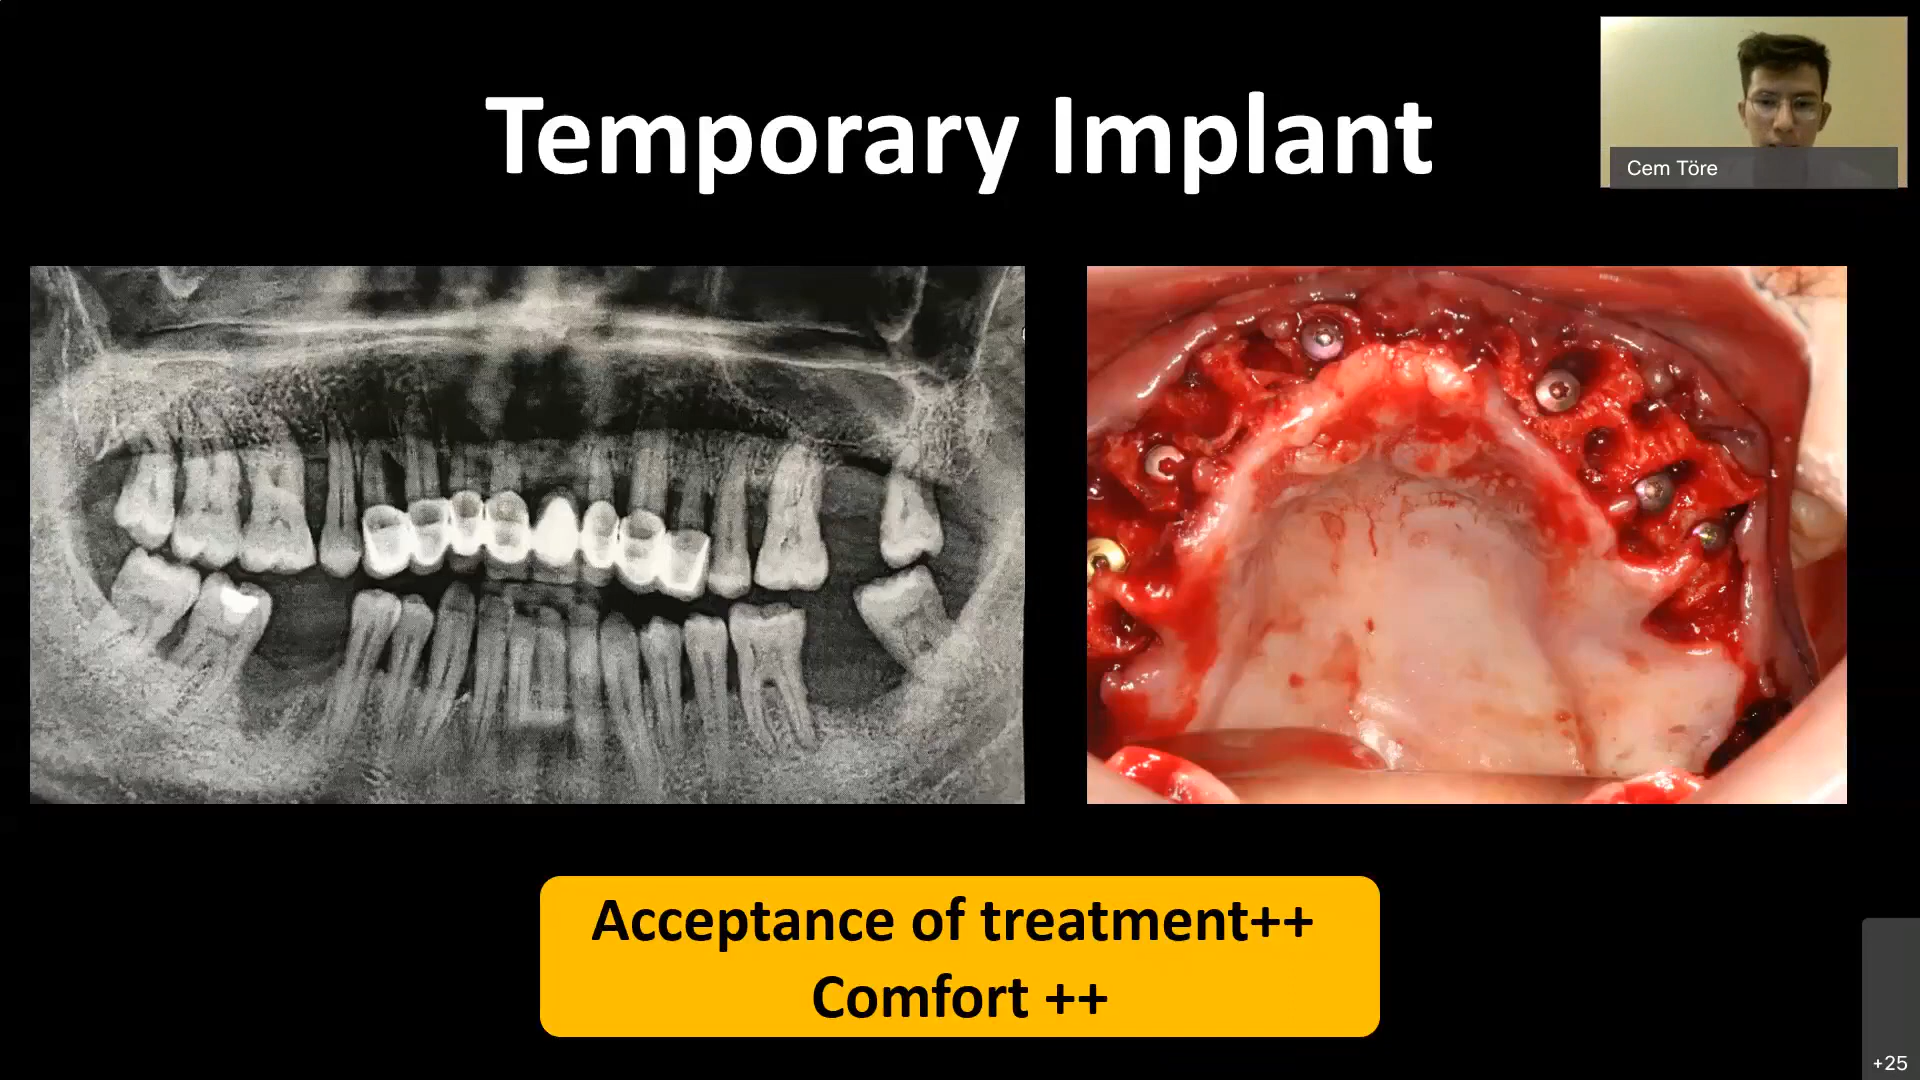 Temporary Implant
Cem Töre
Acceptance of treatment++
Comfort ++
+25